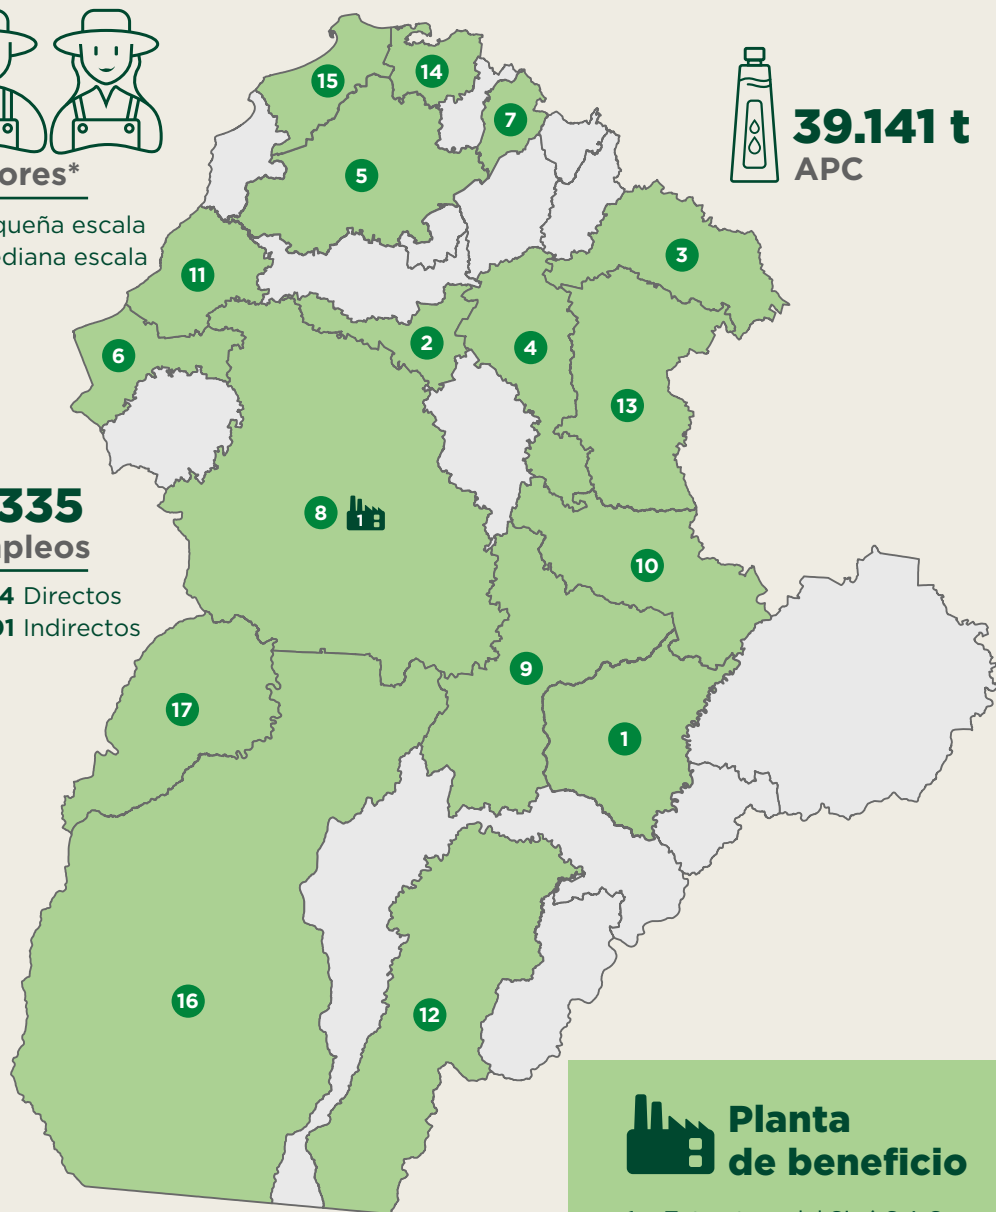 39.141 t
APC
ores*
queña escala
ediana escala
335
pleos
4 Directos
01 Indirectos
15
14
7
5
3
11
2
4
6
13
8
1
10
9
17
1
16
12
Planta
de beneficio